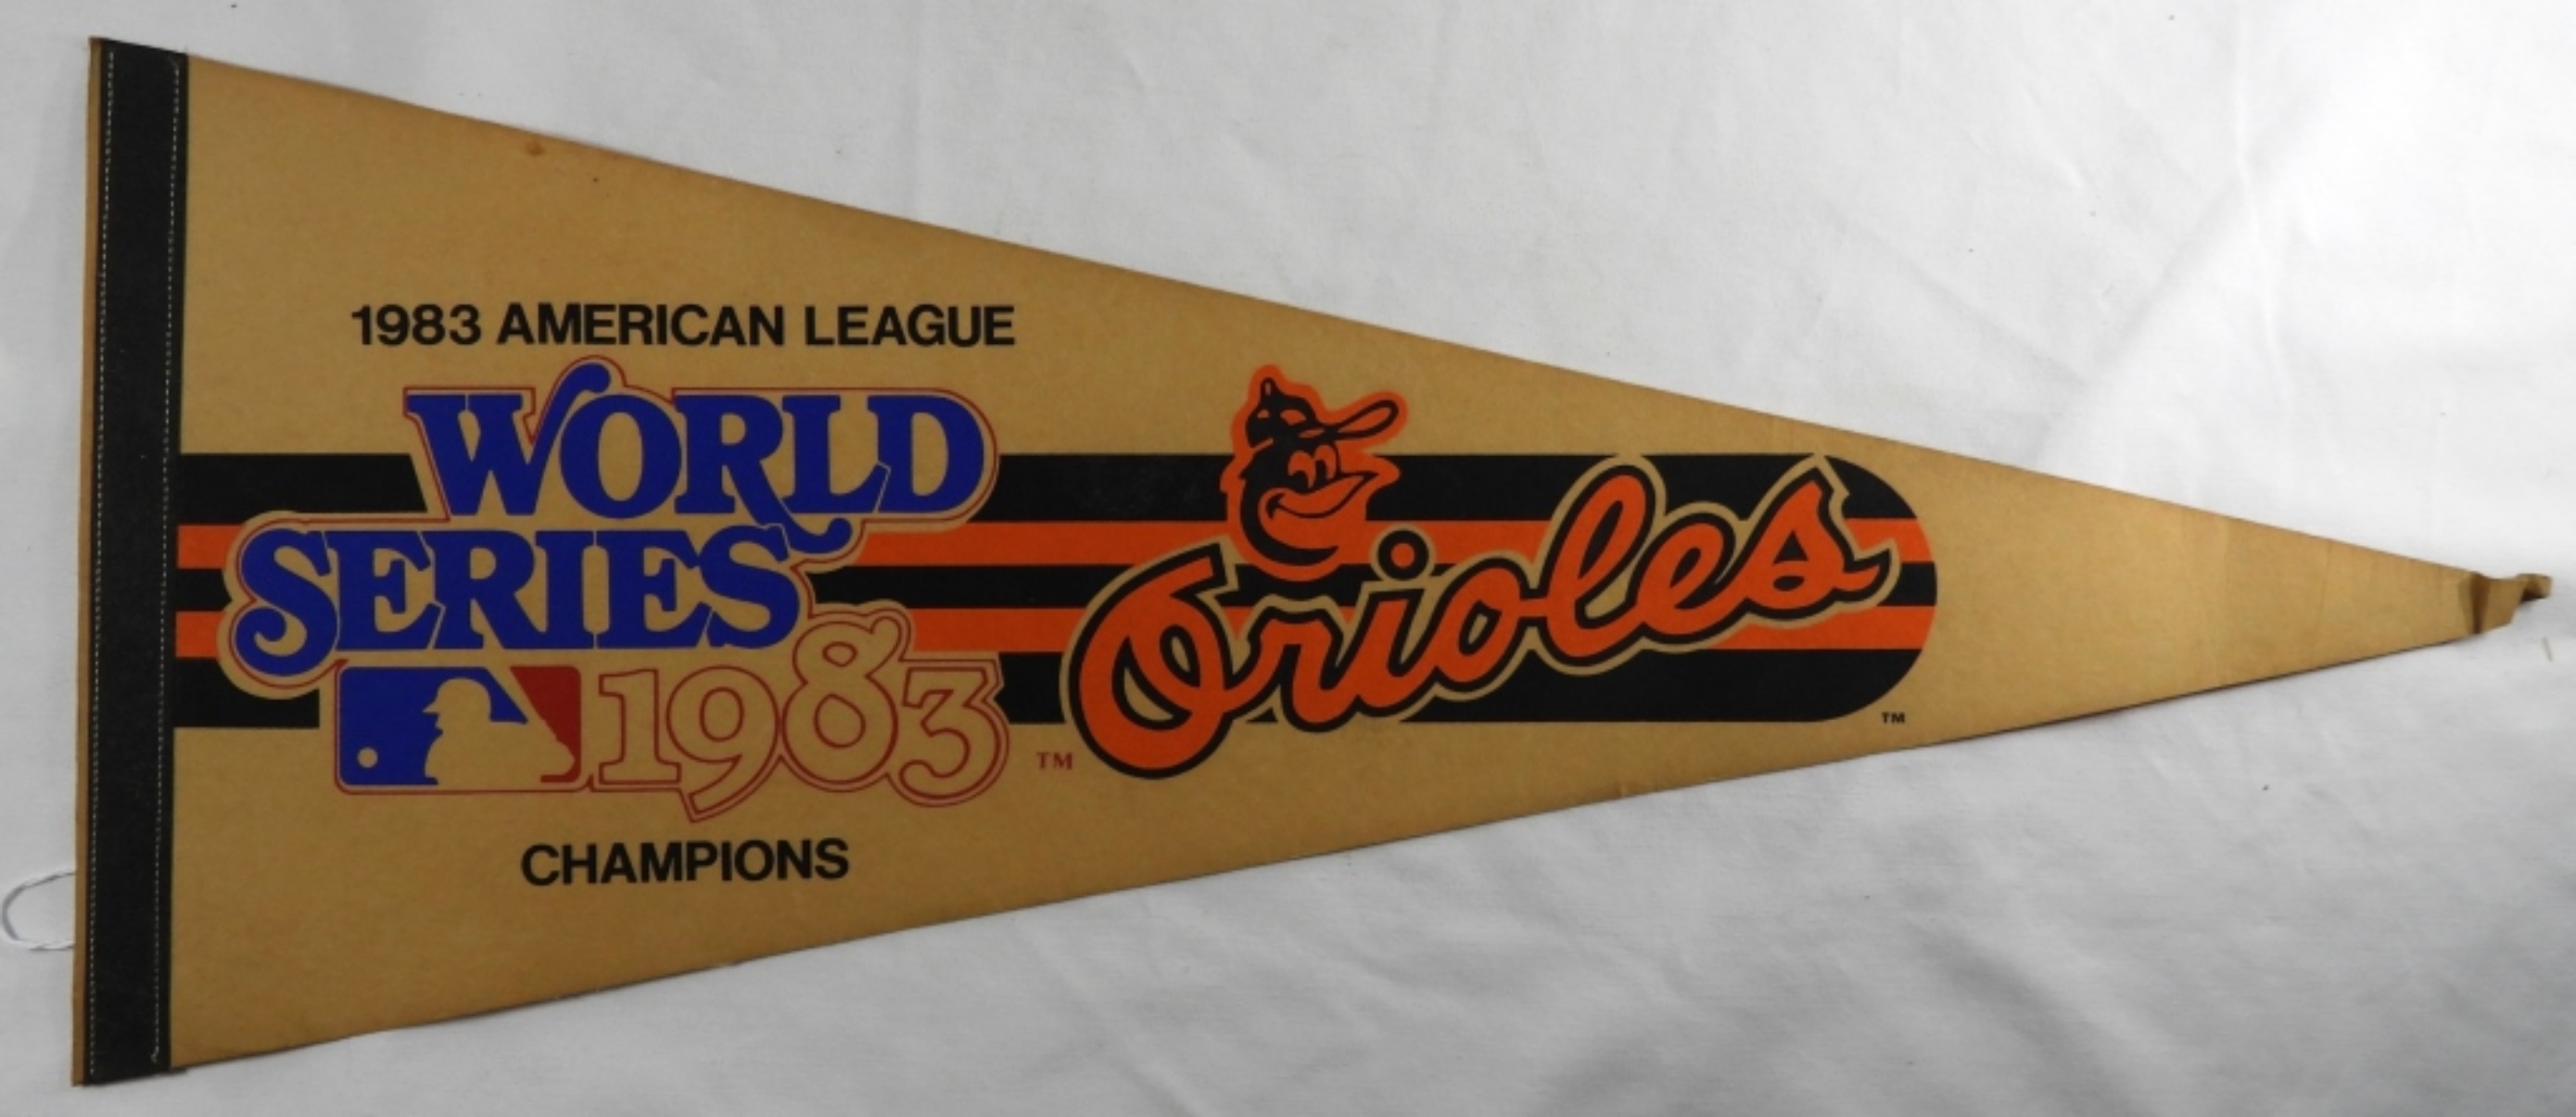 1983 AMERICAN LEAGUE
WORLD
SERIES
1983 TM
Orioles
TM
CHAMPIONS